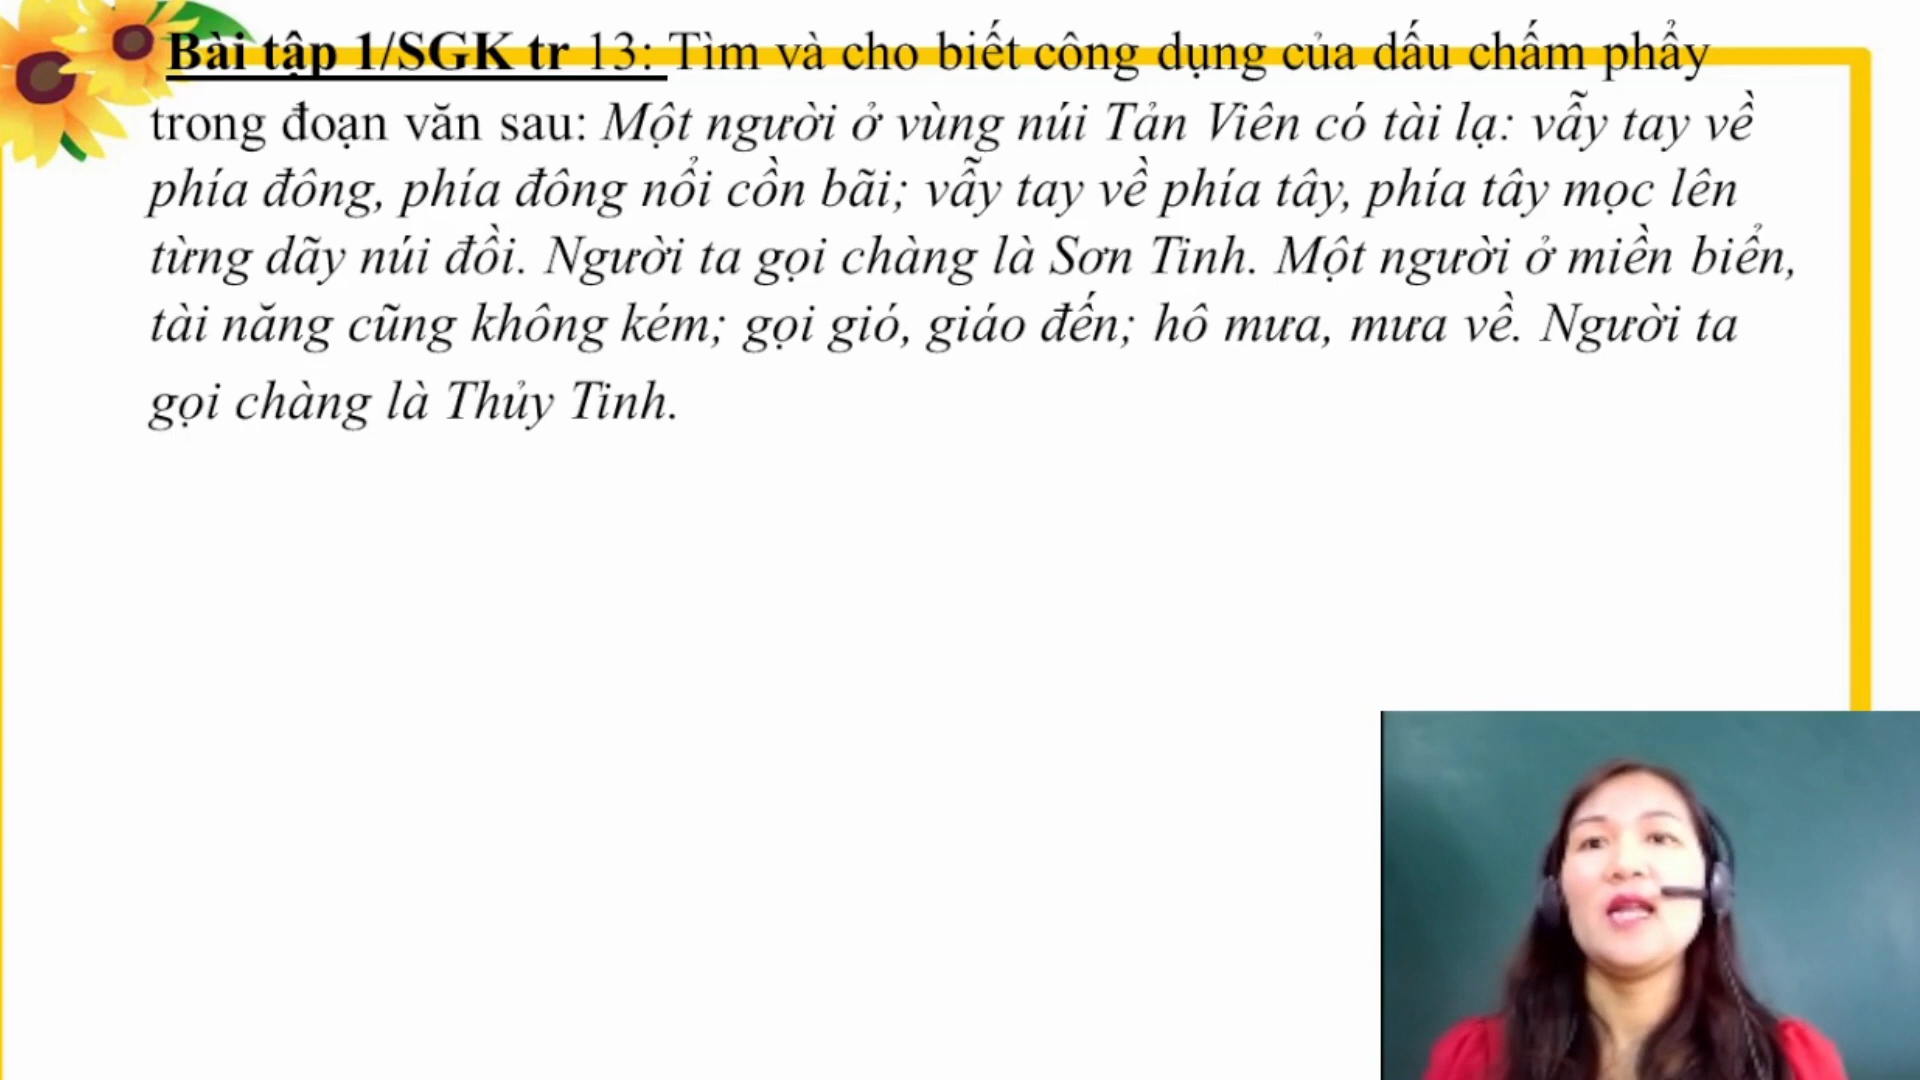 Bài tập 1/SGK tr 13: Tìm và cho biết công dụng của dấu chấm phẩy
trong đoạn văn sau: Một người ở vùng núi Tản Viên có tài lạ: vẫy tay về
phía đông, phía đông nổi cồn bãi; vẫy tay về phía tây, phía tây mọc lên
từng dãy núi đồi. Người ta gọi chàng là Sơn Tinh. Một người ở miền biển,
tài năng cũng không kém; gọi gió, giáo đến; hô mưa, mưa về. Người ta
gọi chàng là Thủy Tinh.